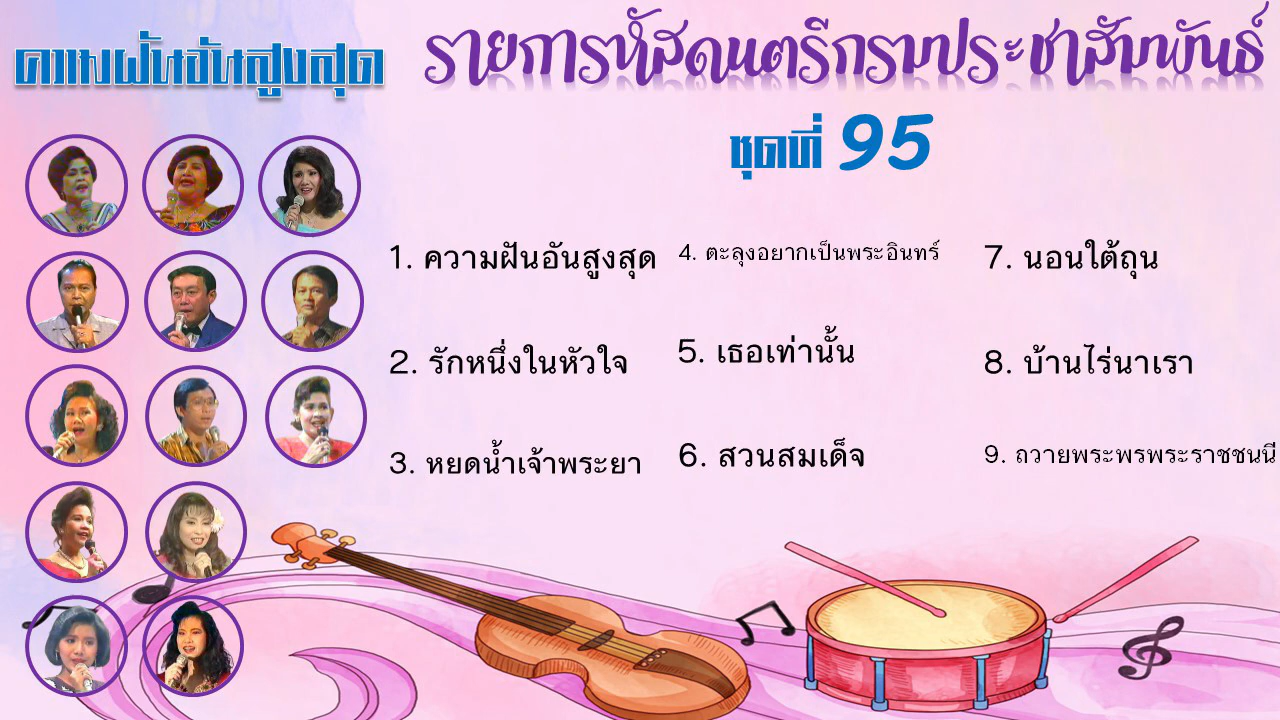 ความฝันอันสูงสุด
รายการหัสดนตรีกรมประชาสัมพันธ์
ชุดที่ 95
1. ความฝันอันสูงสุด
2. รักหนึ่งในหัวใจ
3. หยดน้ำเจ้าพระยา
4. ตะลุงอยากเป็นพระอินทร์
5. เธอเท่านั้น
6. สวนสมเด็จ
7. นอนใต้ถุน
8. บ้านไร่นาเรา
9. ถวายพระพรพระราชชนนี